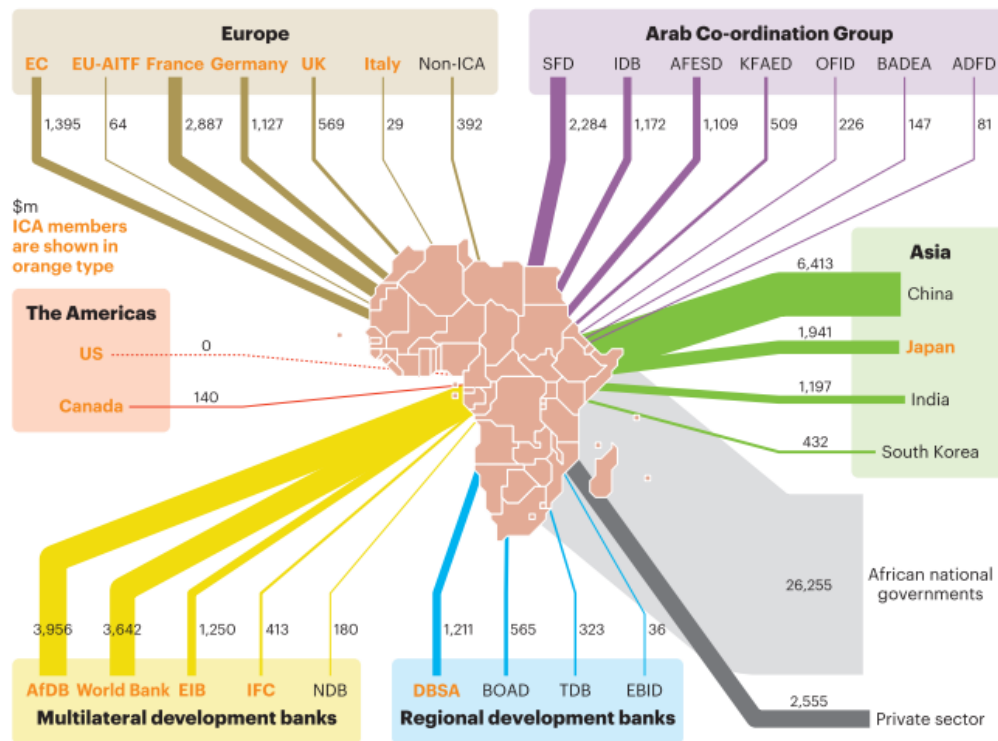 Europe
EC EU-AITF France Germany UK Italy Non-ICA
1,395 64 2,887 1,127 569 29 392
Arab Co-ordination Group
SFD IDB AFESD KFAED OFID BADEA ADFD
2,284 1,172 1,109 509 226 147 81
$m
ICA members
are shown in
orange type
The Americas
US 0
Canada 140
Asia
6,413 China
1,941 Japan
1,197 India
432 South Korea
26,255 African national
governments
2,555 Private sector
3,956 3,642 1,250 413 180
AfDB World Bank EIB IFC NDB
Multilateral development banks
1,211 565 323 36
DBSA BOAD TDB EBID
Regional development banks